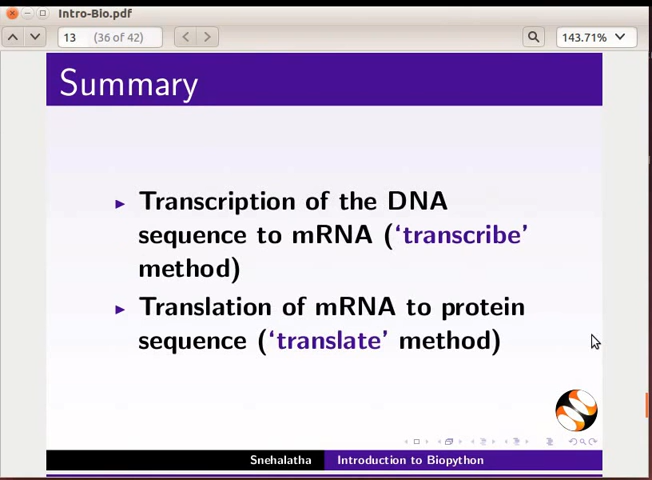 Intro-Bio.pdf
13 (36 of 42) 143.71%
Summary
Transcription of the DNA
sequence to mRNA (‘transcribe’
method)
Translation of mRNA to protein
sequence (‘translate’ method)
Snehalatha Introduction to Biopython